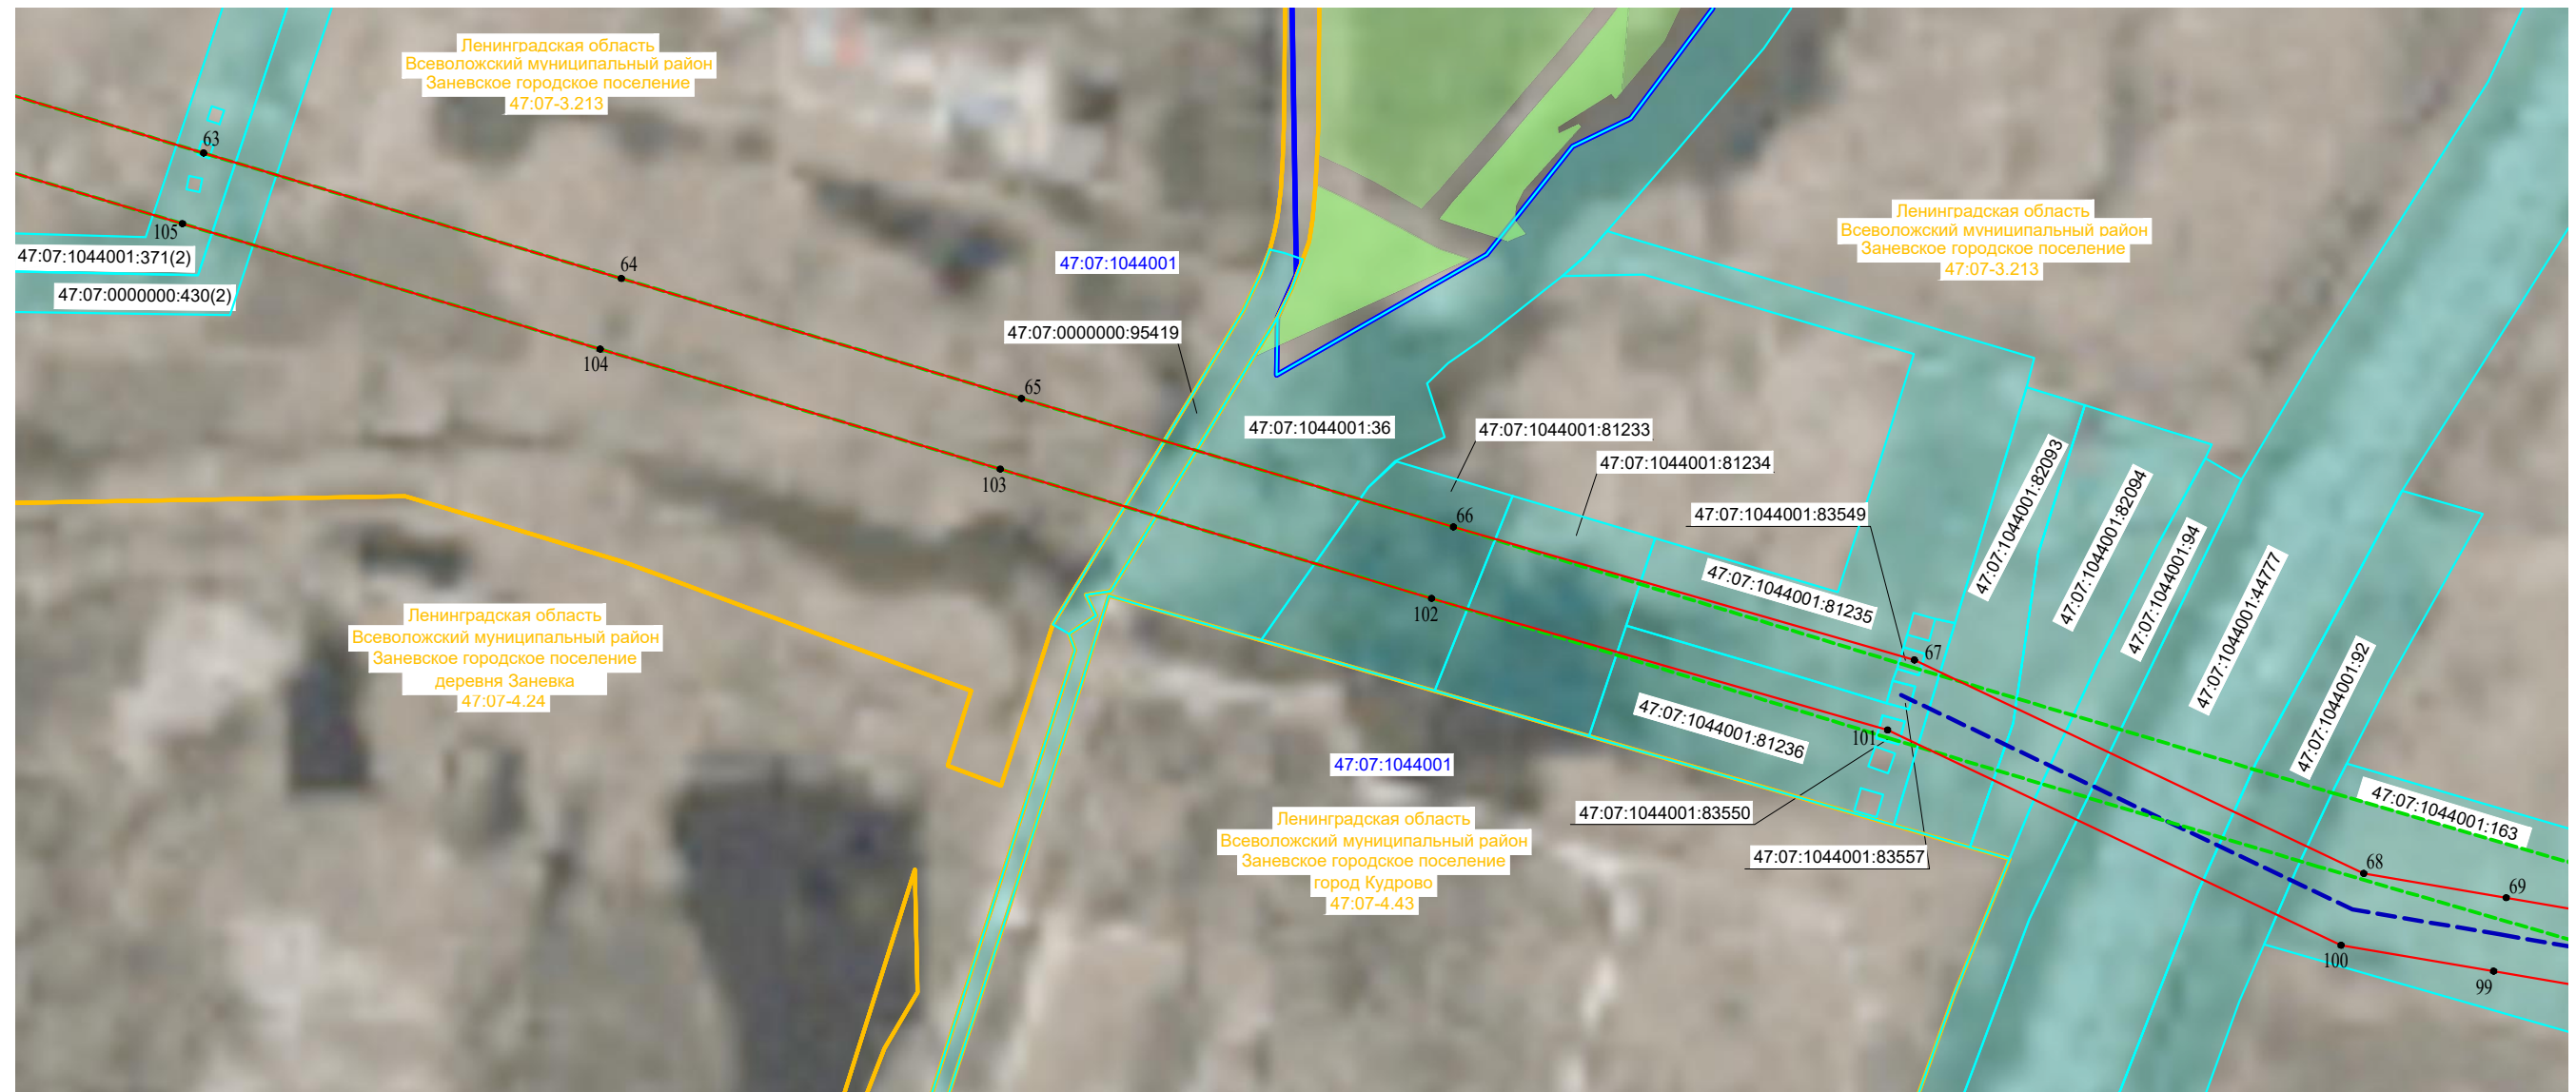 Ленинградская область
Всеволожский муниципальный район
Заневское городское поселение
47:07-3.213
63
105
47:07:1044001:371(2)
47:07:0000000:430(2)
64
104
47:07:1044001
47:07:0000000:95419
65
103
Ленинградская область
Всеволожский муниципальный район
Заневское городское поселение
47:07-3.213
47:07:1044001:36
47:07:1044001:81233
47:07:1044001:81234
47:07:1044001:83549
66
102
47:07:1044001:81235
47:07:1044001:81236
67
101
47:07:1044001:82093
47:07:1044001:82094
47:07:1044001:94
47:07:1044001:44777
47:07:1044001:92
47:07:1044001:163
Ленинградская область
Всеволожский муниципальный район
Заневское городское поселение
деревня Заневка
47:07-4.24
47:07:1044001
Ленинградская область
Всеволожский муниципальный район
Заневское городское поселение
город Кудрово
47:07-4.43
47:07:1044001:83550
47:07:1044001:83557
68
69
100
99